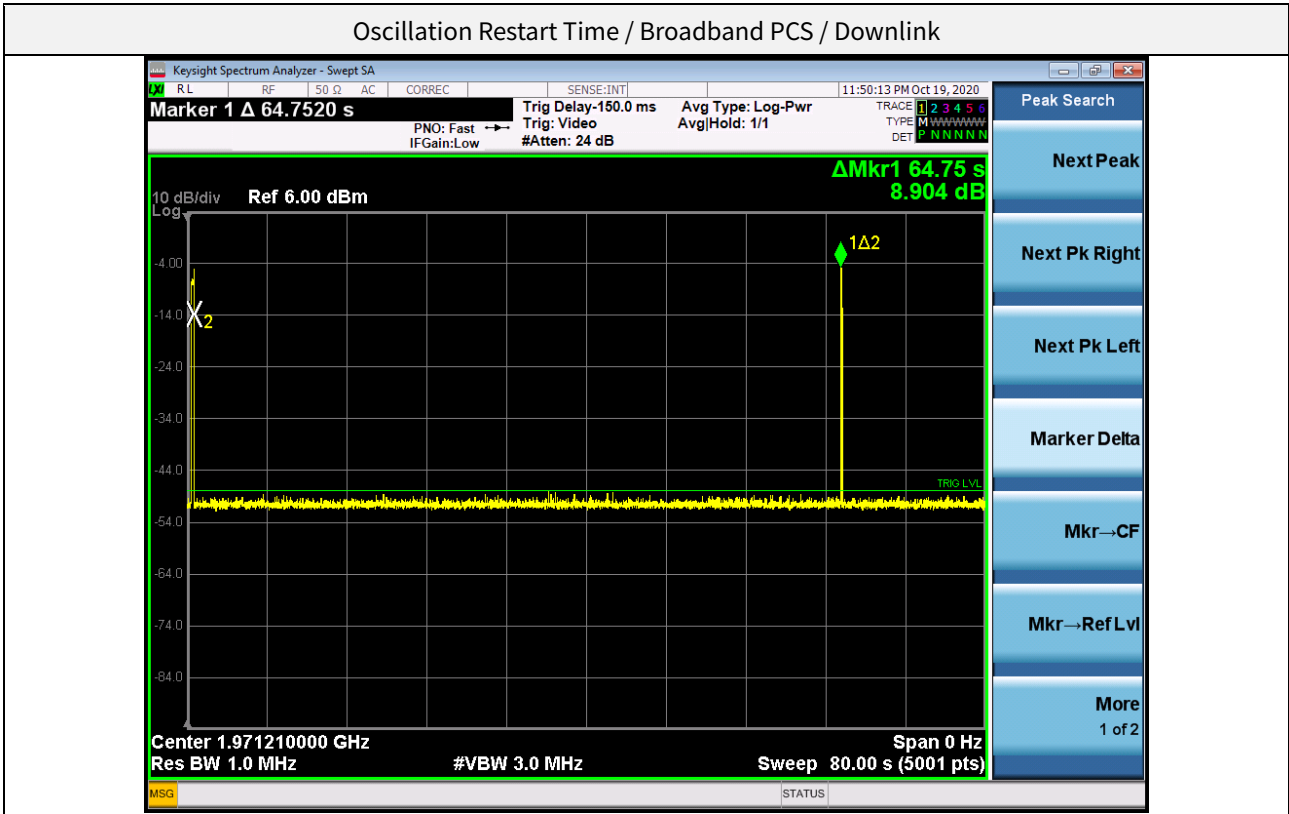 Oscillation Restart Time / Broadband PCS / Downlink
Keysight Spectrum Analyzer - Swept SA
LXI RL RF 50 Ω AC CORREC SENSE:INT 11:50:13 PM Oct 19, 2020
Marker 1 Δ 64.7520 s
PNO: Fast
IFGain:Low
Trig Delay-150.0 ms
Trig: Video
#Atten: 24 dB
Avg Type: Log-Pwr
Avg|Hold: 1/1
TRACE 1 2 3 4 5 6
TYPE M WWWWW
DET P N N N N N
ΔMkr1 64.75 s
8.904 dB
10 dB/div Ref 6.00 dBm
Log
1Δ2
-4.00
-14.0
2
-24.0
-34.0
-44.0
TRIG LVL
-54.0
-64.0
-74.0
-84.0
Center 1.971210000 GHz Span 0 Hz
Res BW 1.0 MHz #VBW 3.0 MHz Sweep 80.00 s (5001 pts)
MSG STATUS
Peak Search
Next Peak
Next Pk Right
Next Pk Left
Marker Delta
Mkr→CF
Mkr→Ref Lvl
More
1 of 2